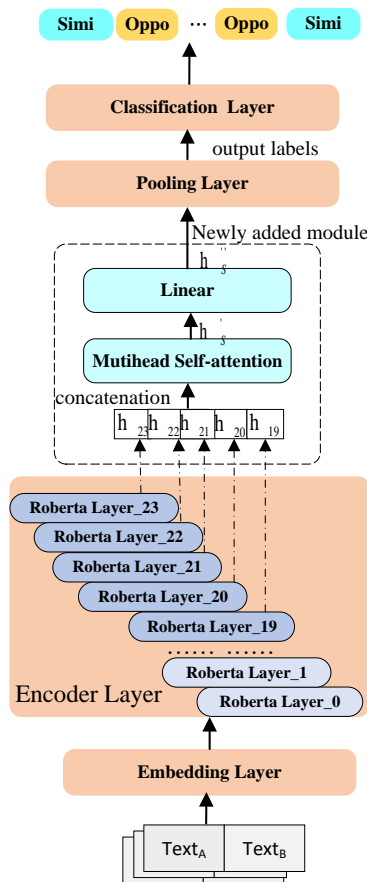 Simi Oppo ... Oppo Simi
Classification Layer
output labels
Pooling Layer
Newly added module
h''s
Linear
h's
Mutihead Self-attention
concatenation
h23 h22 h21 h20 h19
Roberta Layer_23
Roberta Layer_22
Roberta Layer_21
Roberta Layer_20
Roberta Layer_19
...... ......
Roberta Layer_1
Encoder Layer
Roberta Layer_0
Embedding Layer
TextA TextB